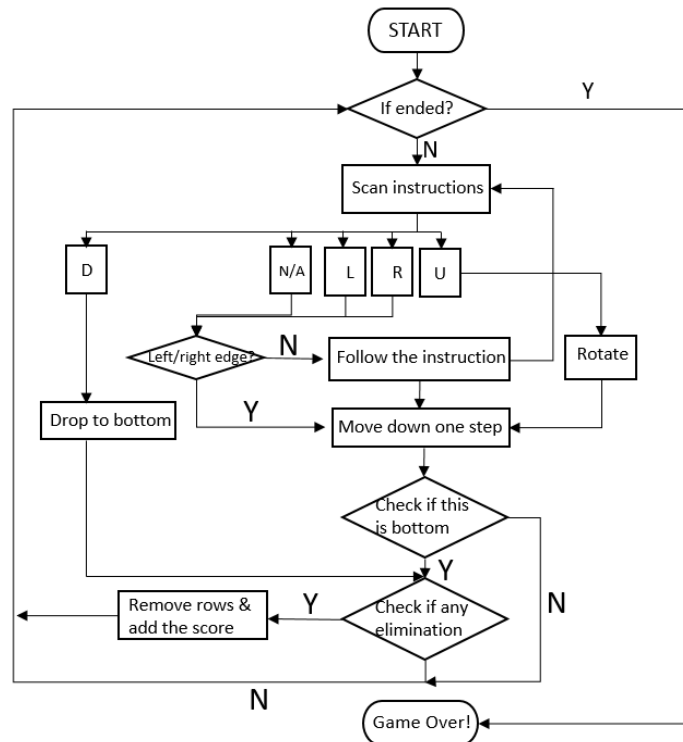 START
If ended?
Y
N
Scan instructions
D
N/A
L
R
U
Left/right edge?
N
Follow the instruction
Rotate
Y
Drop to bottom
Move down one step
Check if this
is bottom
Y
N
Remove rows &
add the score
Y
Check if any
elimination
N
Game Over!